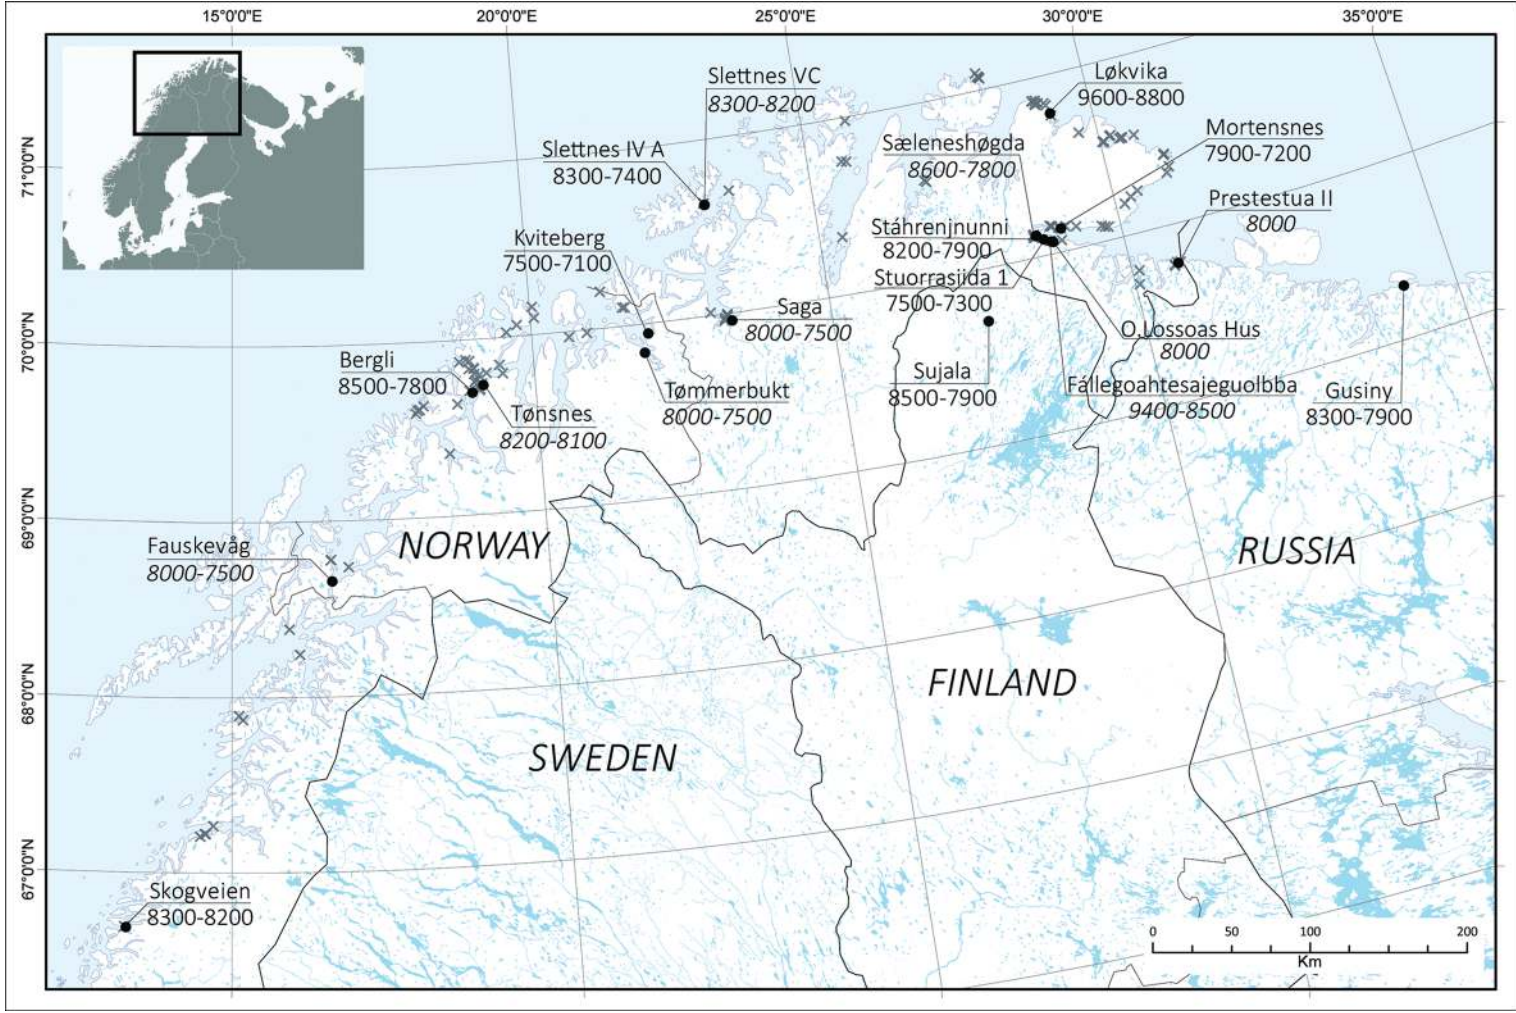 15°0'0"E
20°0'0"E
25°0'0"E
30°0'0"E
35°0'0"E
71°0'0"N
70°0'0"N
69°0'0"N
68°0'0"N
67°0'0"N
Slettnes VC
8300-8200
Løkvika
9600-8800
Slettnes IV A
8300-7400
Sæleneshøgda
8600-7800
Mortensnes
7900-7200
Prestestua II
8000
Kviteberg
7500-7100
Stáhrenjnunni
8200-7900
Stuorrasiida 1
7500-7300
Saga
8000-7500
O.Lossoas Hus
8000
Bergli
8500-7800
Tømmerbukt
8000-7500
Sujala
8500-7900
Fállegoahtesajeguolbba
9400-8500
Gusiny
8300-7900
Tønsnes
8200-8100
Fauskevåg
8000-7500
NORWAY
RUSSIA
FINLAND
SWEDEN
Skogveien
8300-8200
0 50 100 200
Km